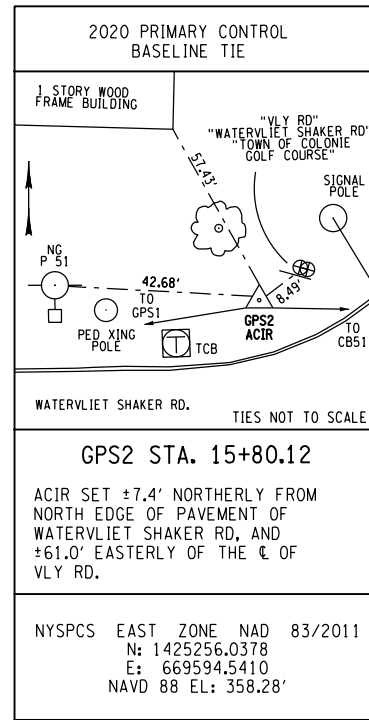 2020 PRIMARY CONTROL
BASELINE TIE
1 STORY WOOD
FRAME BUILDING
"VLY RD"
"WATERVLIET SHAKER RD"
"TOWN OF COLONIE
GOLF COURSE"
57.43'
SIGNAL
POLE
NG
P 51
42.68'
8.49'
TO
GPS1
GPS2
ACIR
TO
CB51
PED XING
POLE
T
TCB
WATERVLIET SHAKER RD.
TIES NOT TO SCALE
GPS2 STA. 15+80.12
ACIR SET ±7.4' NORTHERLY FROM
NORTH EDGE OF PAVEMENT OF
WATERVLIET SHAKER RD, AND
±61.0' EASTERLY OF THE ℄ OF
VLY RD.
NYSPCS EAST ZONE NAD 83/2011
N: 1425256.0378
E: 669594.5410
NAVD 88 EL: 358.28'